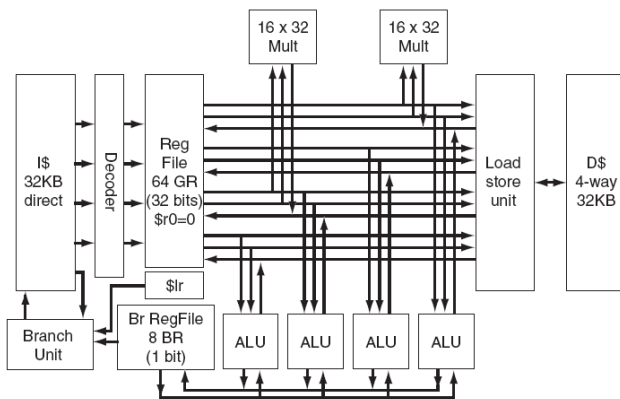 16 x 32
Mult
16 x 32
Mult
I$
32KB
direct
Decoder
Reg
File
64 GR
(32 bits)
$r0=0
Load
store
unit
D$
4-way
32KB
$lr
Branch
Unit
Br RegFile
8 BR
(1 bit)
ALU
ALU
ALU
ALU